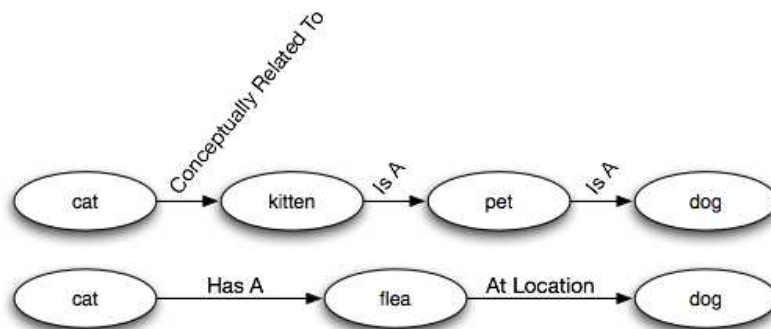 Conceptually Related To
Is A
Is A
cat
kitten
pet
dog
Has A
At Location
cat
flea
dog